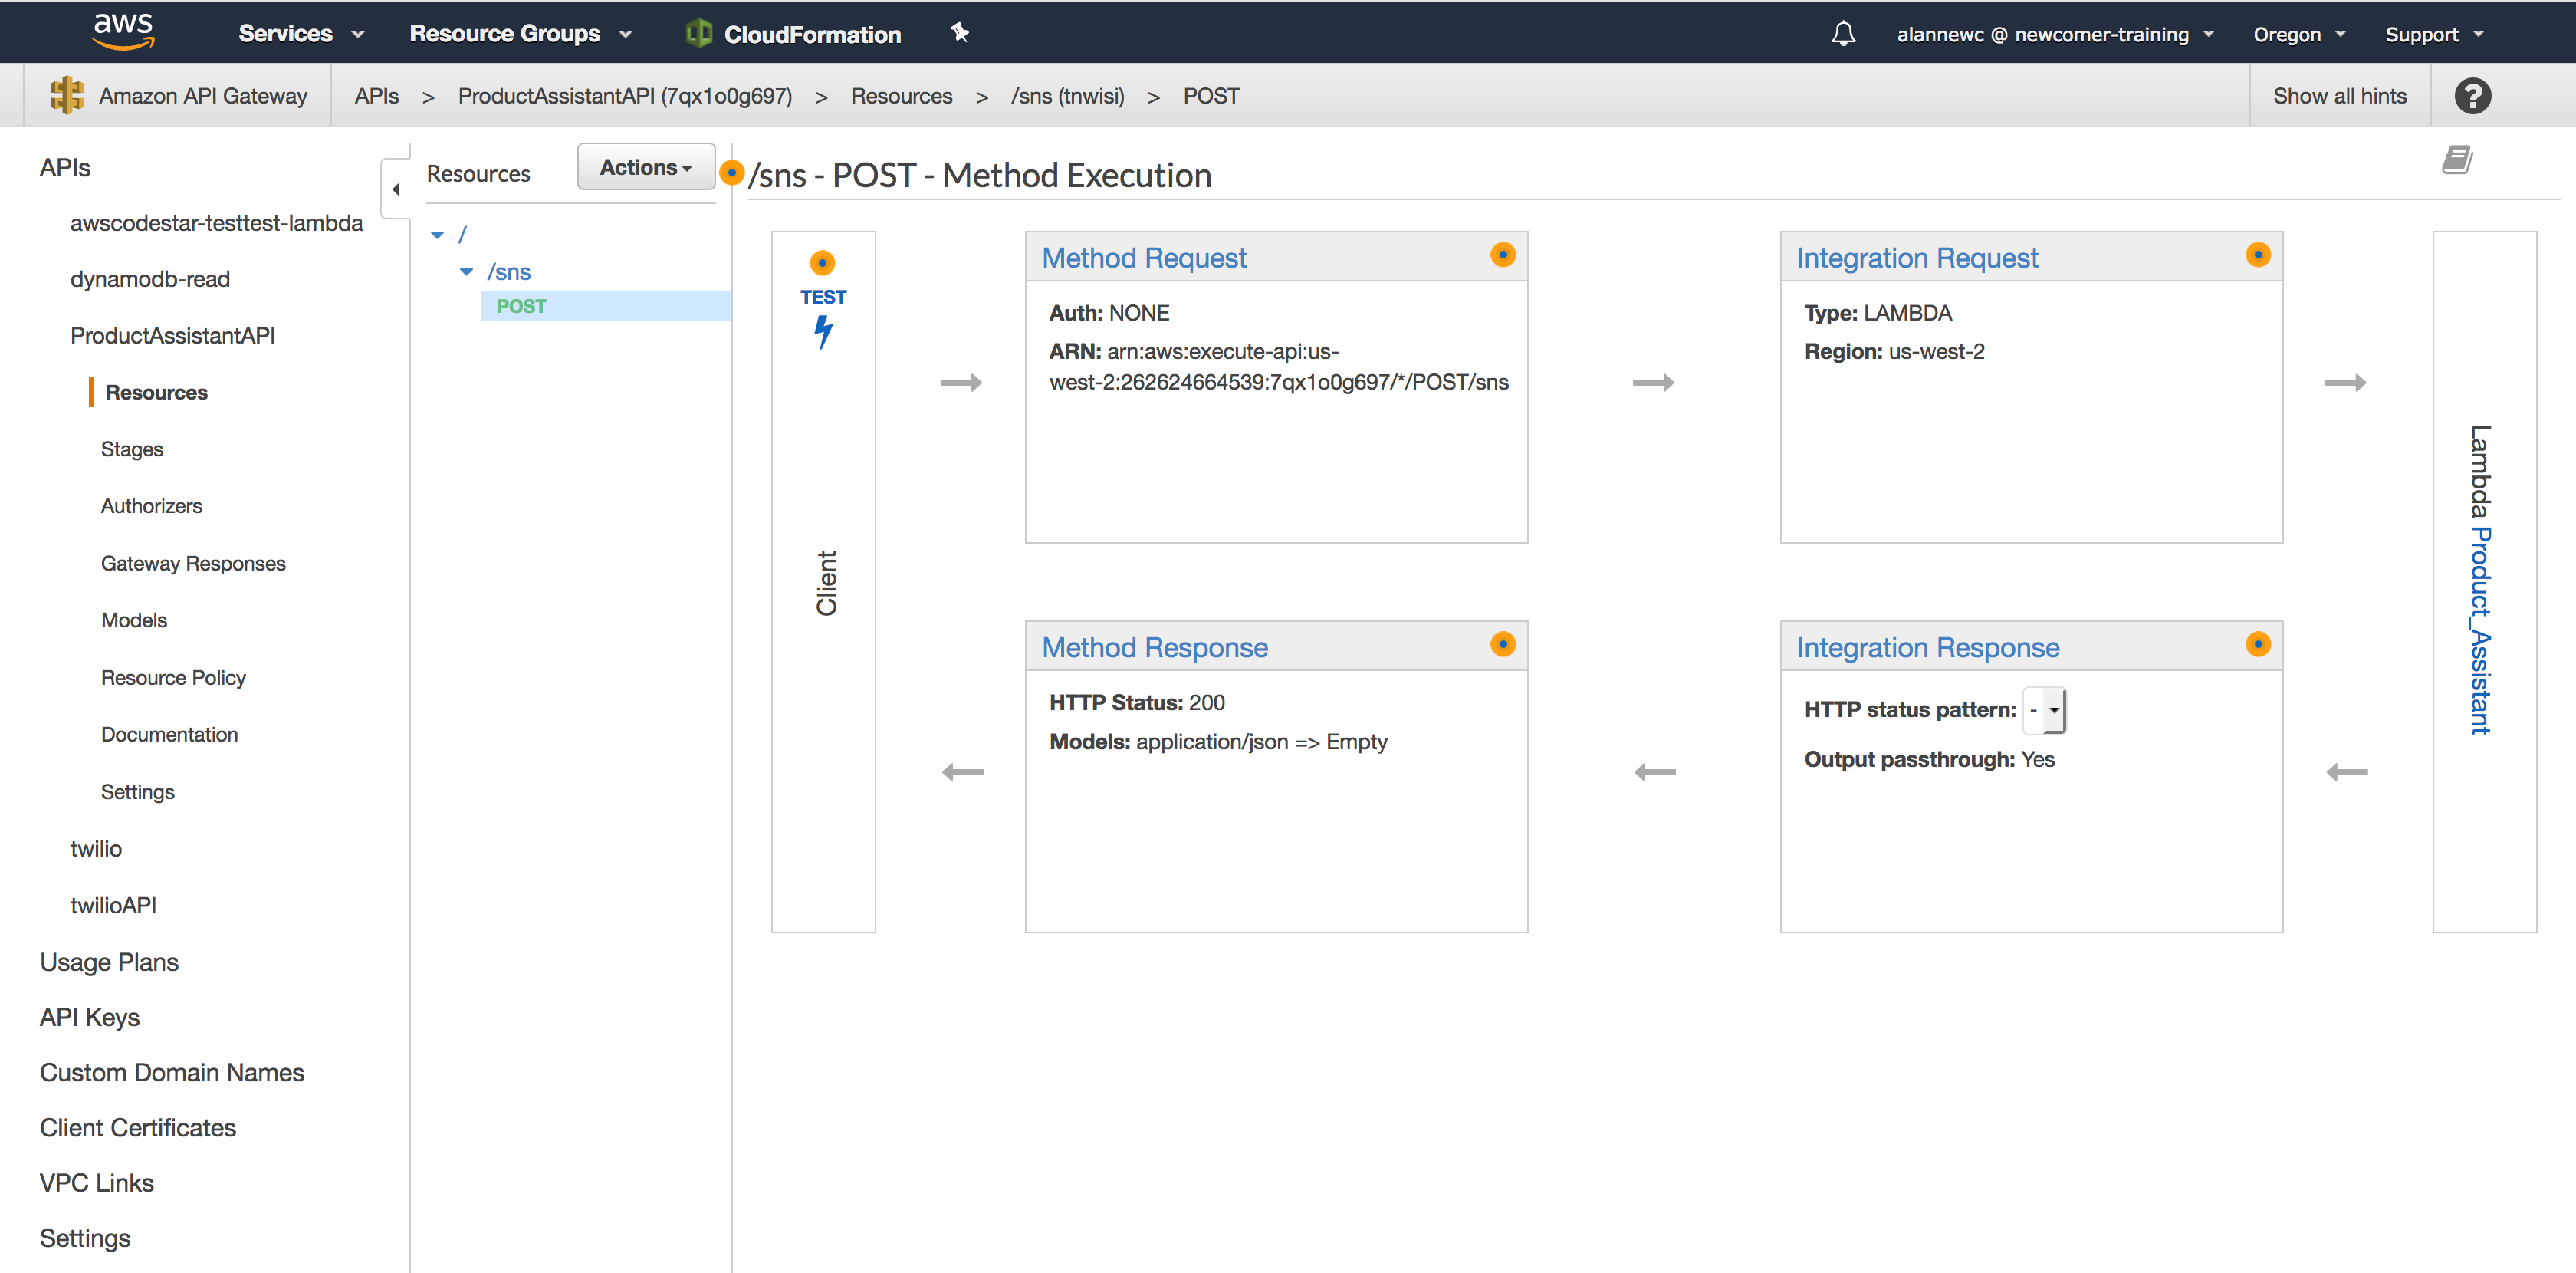 aws
Services
Resource Groups
CloudFormation
alannewc @ newcomer-training
Oregon
Support
Amazon API Gateway
APIs > ProductAssistantAPI (7qx1o0g697) > Resources > /sns (tnwisi) > POST
Show all hints
?
APIs
awscodestar-testtest-lambda
dynamodb-read
ProductAssistantAPI
Resources
Stages
Authorizers
Gateway Responses
Models
Resource Policy
Documentation
Settings
twilio
twilioAPI
Usage Plans
API Keys
Custom Domain Names
Client Certificates
VPC Links
Settings
Resources
Actions
/
/sns
POST
/sns - POST - Method Execution
TEST
Client
Method Request
Auth: NONE
ARN: arn:aws:execute-api:us-
west-2:262624664539:7qx1o0g697/*/POST/sns
Integration Request
Type: LAMBDA
Region: us-west-2
Method Response
HTTP Status: 200
Models: application/json => Empty
Integration Response
HTTP status pattern: -
Output passthrough: Yes
Lambda Product_Assistant